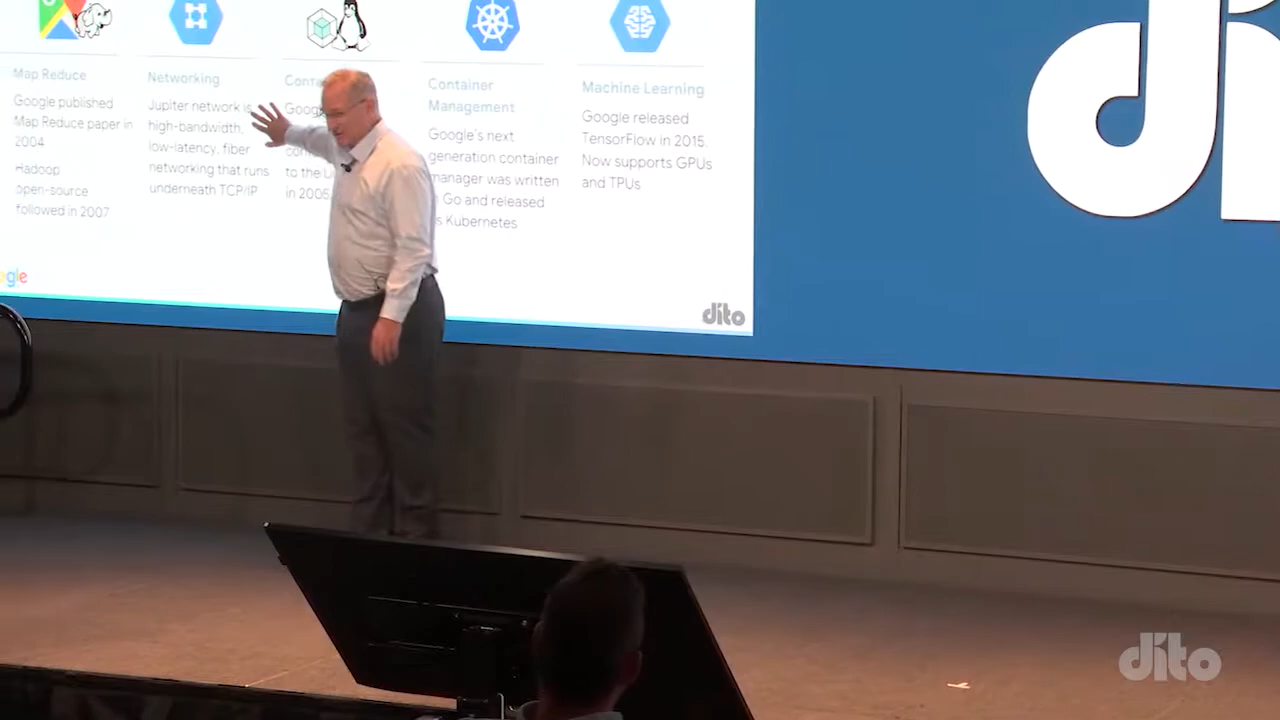 Map Reduce
Google published
Map Reduce paper in
2004
Hadoop
open-source
followed in 2007
Networking
Jupiter network is
high-bandwidth,
low-latency, fiber
networking that runs
underneath TCP/IP
to the
in 2005
Container
Management
Google's next
generation container
manager was written
Go and released
Kubernetes
Machine Learning
Google released
TensorFlow in 2015.
Now supports GPUs
and TPUs
dito
dito